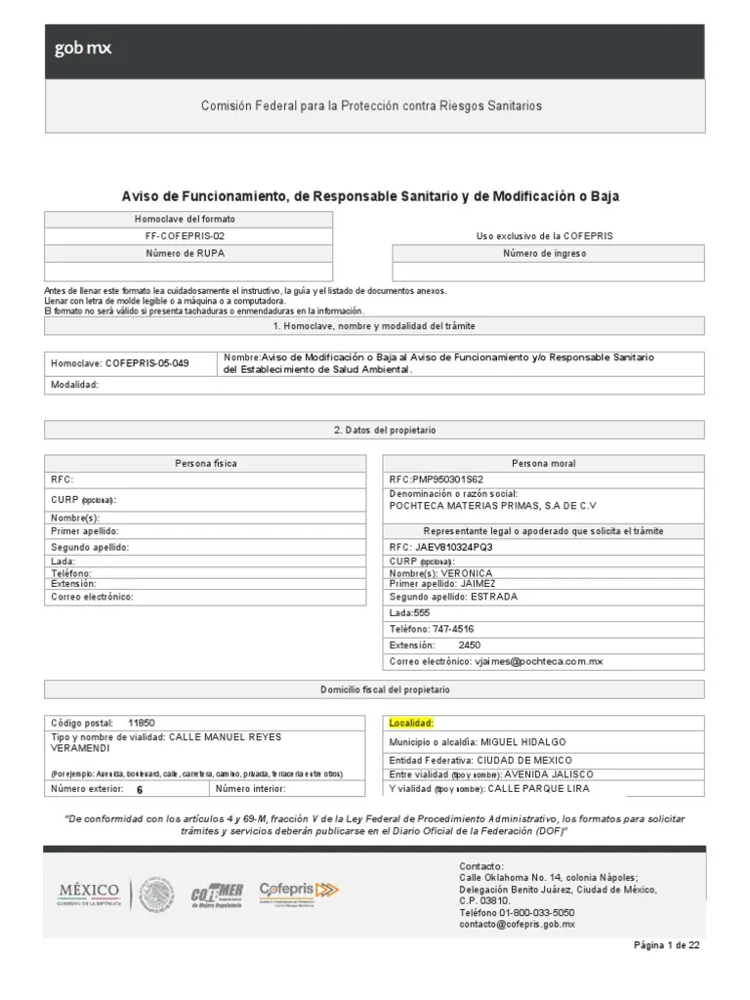 gob mx
Comisión Federal para la Protección contra Riesgos Sanitarios
Aviso de Funcionamiento, de Responsable Sanitario y de Modificación o Baja
Homoclave del formato
FF-COFEPRIS-02
Uso exclusivo de la COFEPRIS
Número de RUPA
Número de ingreso
Antes de llenar este formato lea cuidadosamente el instructivo, la guía y el listado de documentos anexos.
Llenar con letra de molde legible o a máquina o a computadora.
El formato no será válido si presenta tachaduras o enmendaduras en la información.
1. Homoclave, nombre y modalidad del trámite
Homoclave: COFEPRIS-05-049
Nombre:Aviso de Modificación o Baja al Aviso de Funcionamiento y/o Responsable Sanitario
del Establecimiento de Salud Ambiental.
Modalidad:
2. Datos del propietario
Persona física
RFC:
CURP (opcional):
Nombre(s):
Primer apellido:
Segundo apellido:
Lada:
Teléfono:
Extensión:
Correo electrónico:
Persona moral
RFC:PMP950301S62
Denominación o razón social:
POCHTECA MATERIAS PRIMAS, S.A DE C.V
Representante legal o apoderado que solicita el trámite
RFC: JAEV810324PQ3
CURP (opcional):
Nombre(s): VERONICA
Primer apellido: JAIMEZ
Segundo apellido: ESTRADA
Lada:555
Teléfono: 747-4516
Extensión: 2450
Correo electrónico: vjaimes@pochteca.com.mx
Domicilio fiscal del propietario
Código postal: 11850
Tipo y nombre de vialidad: CALLE MANUEL REYES
VERAMENDI
(Por ejemplo: Avenida, boulevard, calle, carretera, camino, privada, terracería entre otros)
Número exterior: 6
Número interior:
Localidad:
Municipio o alcaldía: MIGUEL HIDALGO
Entidad Federativa: CIUDAD DE MEXICO
Entre vialidad (tipo y nombre): AVENIDA JALISCO
Y vialidad (tipo y nombre): CALLE PARQUE LIRA
"De conformidad con los artículos 4 y 69-M, fracción V de la Ley Federal de Procedimiento Administrativo, los formatos para solicitar
trámites y servicios deberán publicarse en el Diario Oficial de la Federación (DOF)"
MÉXICO
GOBIERNO DE LA REPÚBLICA
COFEMER
de Mejora Regulatoria
Cofepris
Contacto:
Calle Oklahoma No. 14, colonia Nápoles;
Delegación Benito Juárez, Ciudad de México,
C.P. 03810.
Teléfono 01-800-033-5050
contacto@cofepris.gob.mx
Página 1 de 22